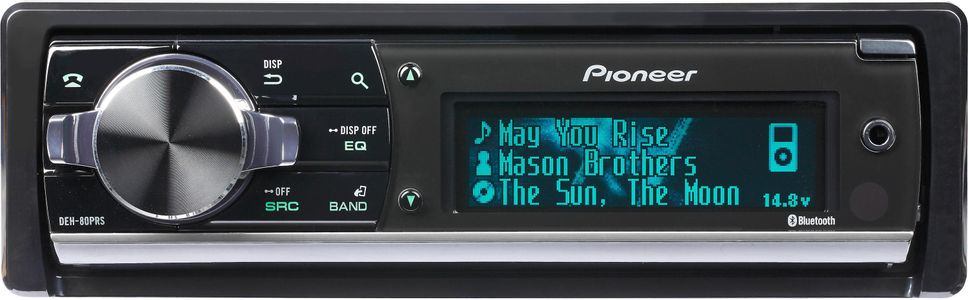 DISP
Pioneer
DISP OFF
EQ
OFF
SRC
BAND
DEH-80PRS
May You Rise
Mason Brothers
The Sun, The Moon
14.8v
Bluetooth